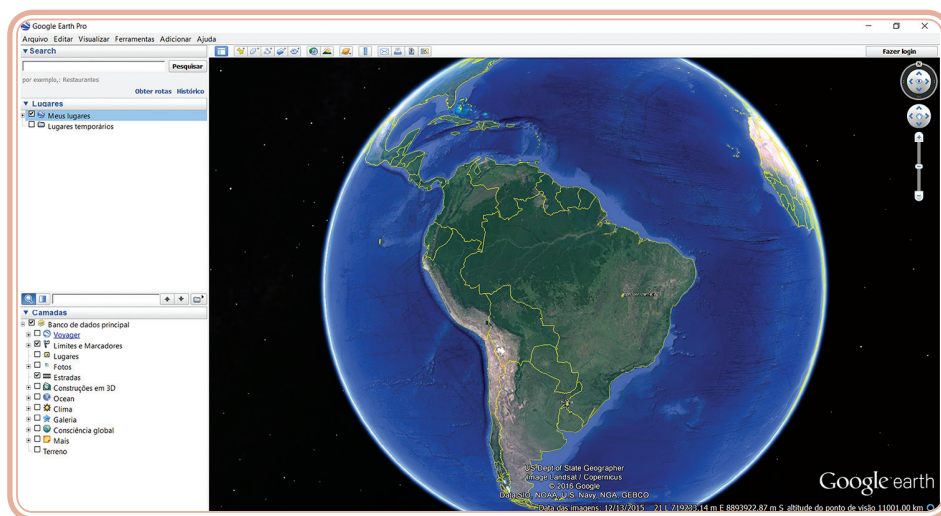 Google Earth Pro
Arquivo Editar Visualizar Ferramentas Adicionar Ajuda
Search
Fazer login
Pesquisar
por exemplo,: Restaurantes
Obter rotas Histórico
Lugares
Meus lugares
Lugares temporários
Camadas
Banco de dados principal
Voyager
Limites e Marcadores
Lugares
Fotos
Estradas
Construções em 3D
Ocean
Clima
Galeria
Consciência global
Mais
Terreno
US Dept of State Geographer
Image Landsat / Copernicus
© 2016 Google
Data SIO, NOAA, U.S. Navy, NGA, GEBCO
Google earth
Data das imagens: 12/13/2015 21 L 719233.14 m E 8893922.87 m S altitude do ponto de visão 11001.00 km